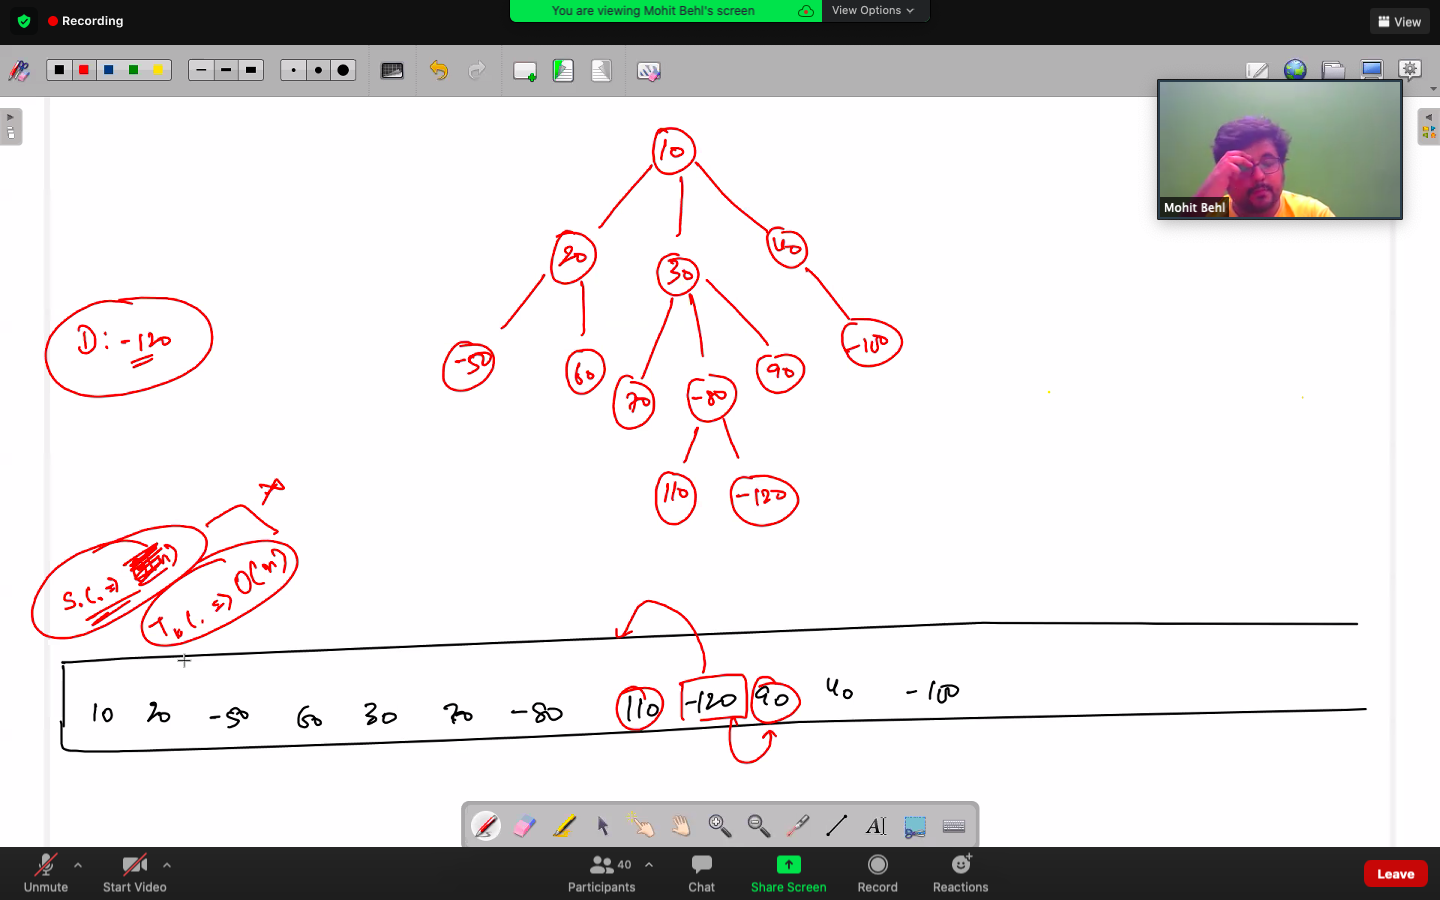 Recording
You are viewing Mohit Behl's screen
View Options
View
Mohit Behl
10
20
30
40
D: -120
-50
60
70
-80
90
-100
110
-120
S.(.⇒ n)
O(n)
10 20 -50 60 30 70 -80 110 -120 90 40 -100
Unmute
Start Video
40
Participants
Chat
Share Screen
Record
Reactions
Leave